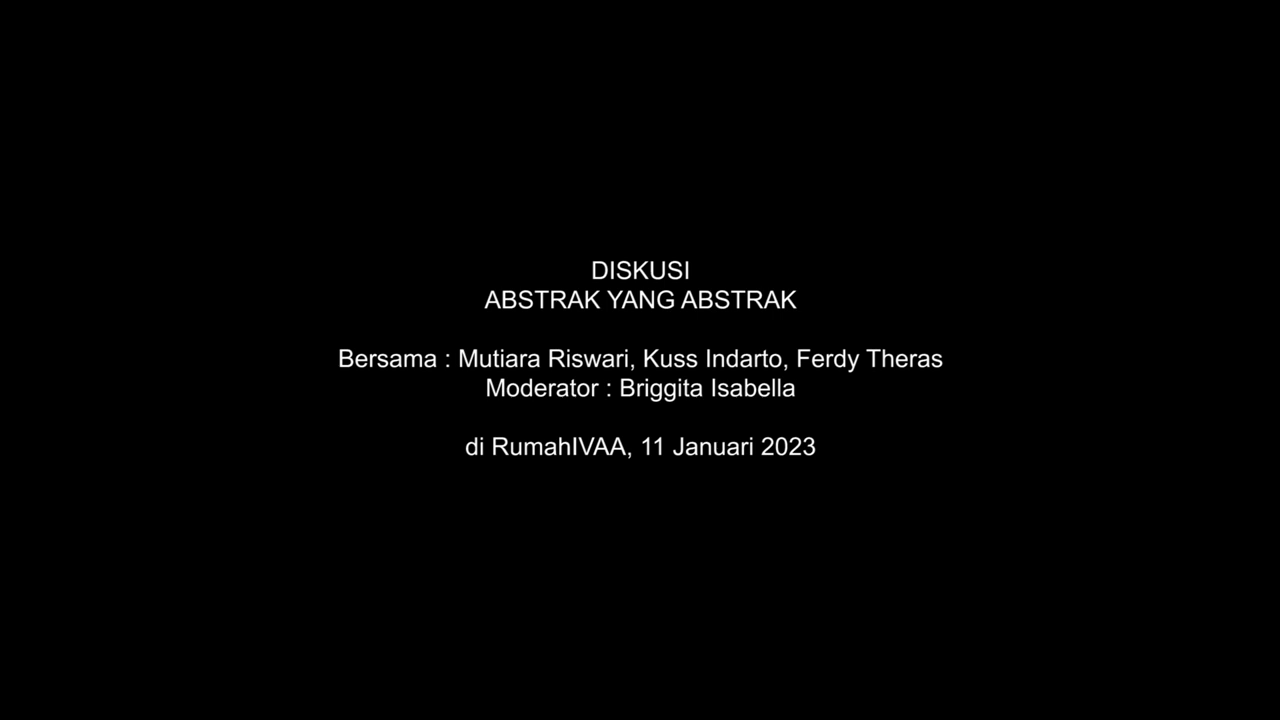 DISKUSI
ABSTRAK YANG ABSTRAK
Bersama : Mutiara Riswari, Kuss Indarto, Ferdy Theras
Moderator : Briggita Isabella
di RumahIVAA, 11 Januari 2023